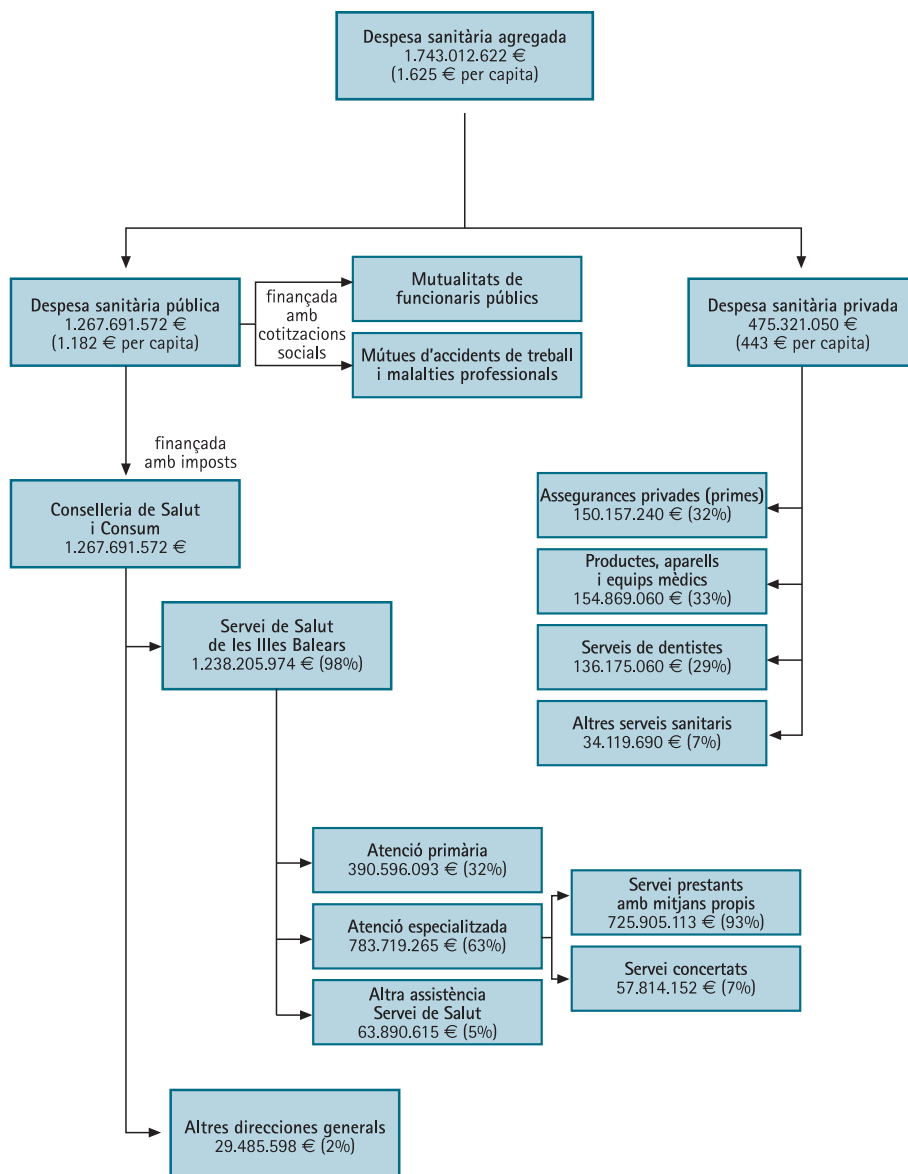 Despesa sanitària agregada
1.743.012.622 €
(1.625 € per capita)
Despesa sanitària pública
1.267.691.572 €
(1.182 € per capita)
finançada
amb
cotitzacions
socials
Mutualitats de
funcionaris públics
Mútues d'accidents de treball
i malalties professionals
Despesa sanitària privada
475.321.050 €
(443 € per capita)
finançada
amb imposts
Conselleria de Salut
i Consum
1.267.691.572 €
Assegurances privades (primes)
150.157.240 € (32%)
Productes, aparells
i equips mèdics
154.869.060 € (33%)
Serveis de dentistes
136.175.060 € (29%)
Altres serveis sanitaris
34.119.690 € (7%)
Servei de Salut
de les Illes Balears
1.238.205.974 € (98%)
Atenció primària
390.596.093 € (32%)
Atenció especialitzada
783.719.265 € (63%)
Altra assistència
Servei de Salut
63.890.615 € (5%)
Servei prestants
amb mitjans propis
725.905.113 € (93%)
Servei concertats
57.814.152 € (7%)
Altres direcciones generals
29.485.598 € (2%)